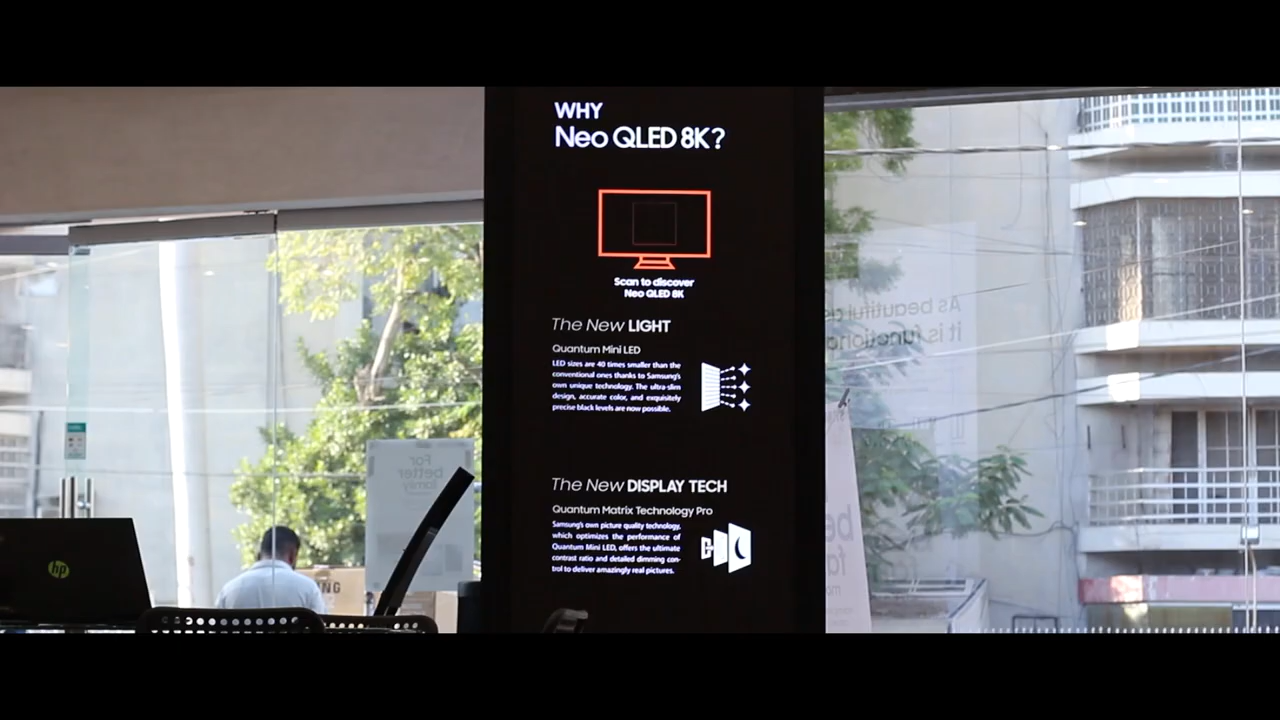 WHY
Neo QLED 8K?
Scan to discover
Neo QLED 8K
The New LIGHT
Quantum Mini LED
LED sizes are 40 times smaller than the
conventional ones thanks to Samsung's
own unique technology. The ultra-slim
design, accurate color, and exquisitely
precise black levels are now possible.
The New DISPLAY TECH
Quantum Matrix Technology Pro
Samsung's own picture quality technology,
which optimizes the performance of
Quantum Mini LED, offers the ultimate
contrast ratio and detailed dimming con-
trol to deliver amazingly real pictures.
hp
For
better
NG
As beautiful
it is
be